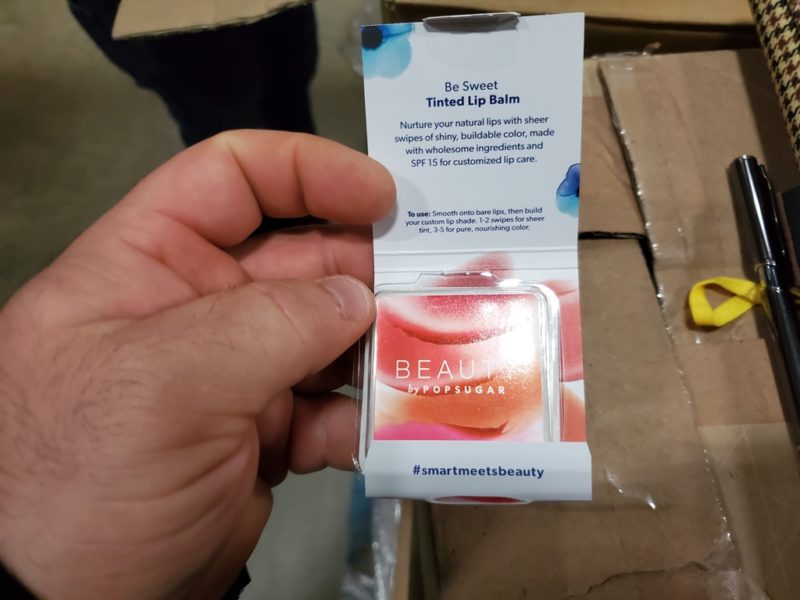 Be Sweet
Tinted Lip Balm
Nurture your natural lips with sheer
swipes of shiny, buildable color, made
with wholesome ingredients and
SPF 15 for customized lip care.
To use: Smooth onto bare lips, then build
your custom lip shade. 1-2 swipes for sheer
tint, 3-5 for pure, nourishing color.
BEAUTY
by POPSUGAR
#smartmeetsbeauty